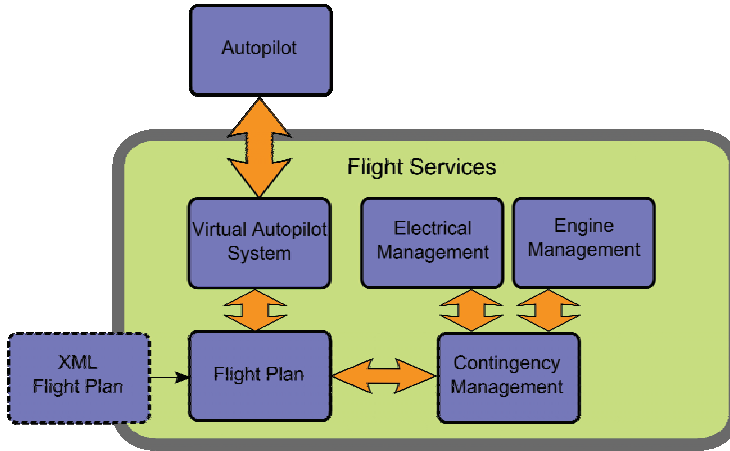 Autopilot
Flight Services
Virtual Autopilot
System
Electrical
Management
Engine
Management
XML
Flight Plan
Flight Plan
Contingency
Management